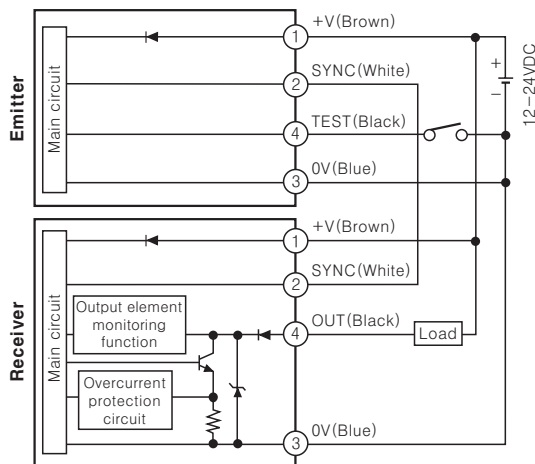 Emitter
Main circuit
1
+V(Brown)
2
SYNC(White)
4
TEST(Black)
3
0V(Blue)
+
−
12−24VDC
Receiver
Main circuit
1
+V(Brown)
2
SYNC(White)
Output element
monitoring
function
4
OUT(Black)
Load
Overcurrent
protection
circuit
3
0V(Blue)